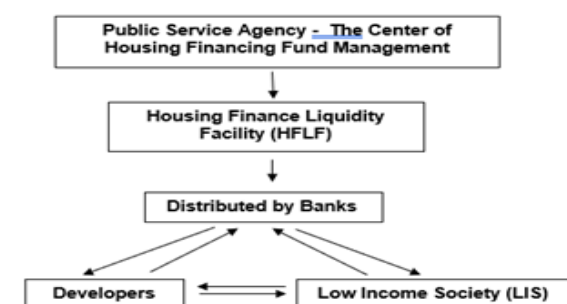 Public Service Agency - The Center of
Housing Financing Fund Management
Housing Finance Liquidity
Facility (HFLF)
Distributed by Banks
Developers
Low Income Society (LIS)